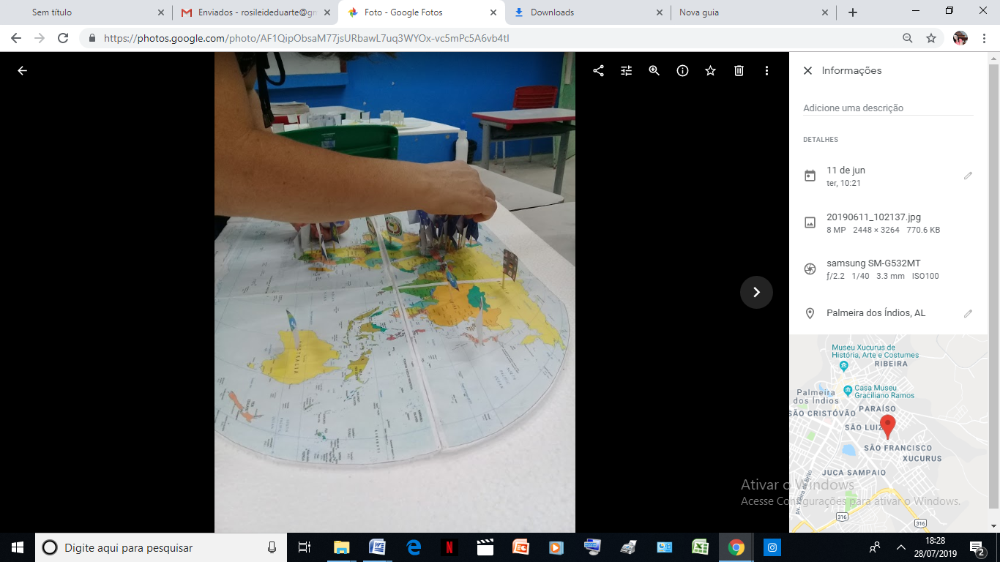 Sem título
Enviados - rosileideduarte@gm
Foto - Google Fotos
Downloads
Nova guia
https://photos.google.com/photo/AF1QipObsaM77jsURbawL7uq3WYOx-vc5mPc5A6vb4tI
Informações
Adicione uma descrição
DETALHES
11 de jun
ter, 10:21
20190611_102137.jpg
8 MP 2448 × 3264 770.6 KB
samsung SM-G532MT
ƒ/2.2 1/40 3.3 mm ISO100
Palmeira dos Índios, AL
Museu Xucurus de
História, Arte e Costumes
RIBEIRA
Casa Museu
Graciliano Ramos
Palmeira
dos Índios
PARAÍSO
SÃO CRISTÓVÃO
SÃO LUIZ
SÃO FRANCISCO
XUCURUS
JUCA SAMPAIO
Av. Vieira de Brito
316
316
AUSTRALIA
Ativar o Windows
Acesse Configurações para ativar o Windows.
Digite aqui para pesquisar
18:28
28/07/2019
2